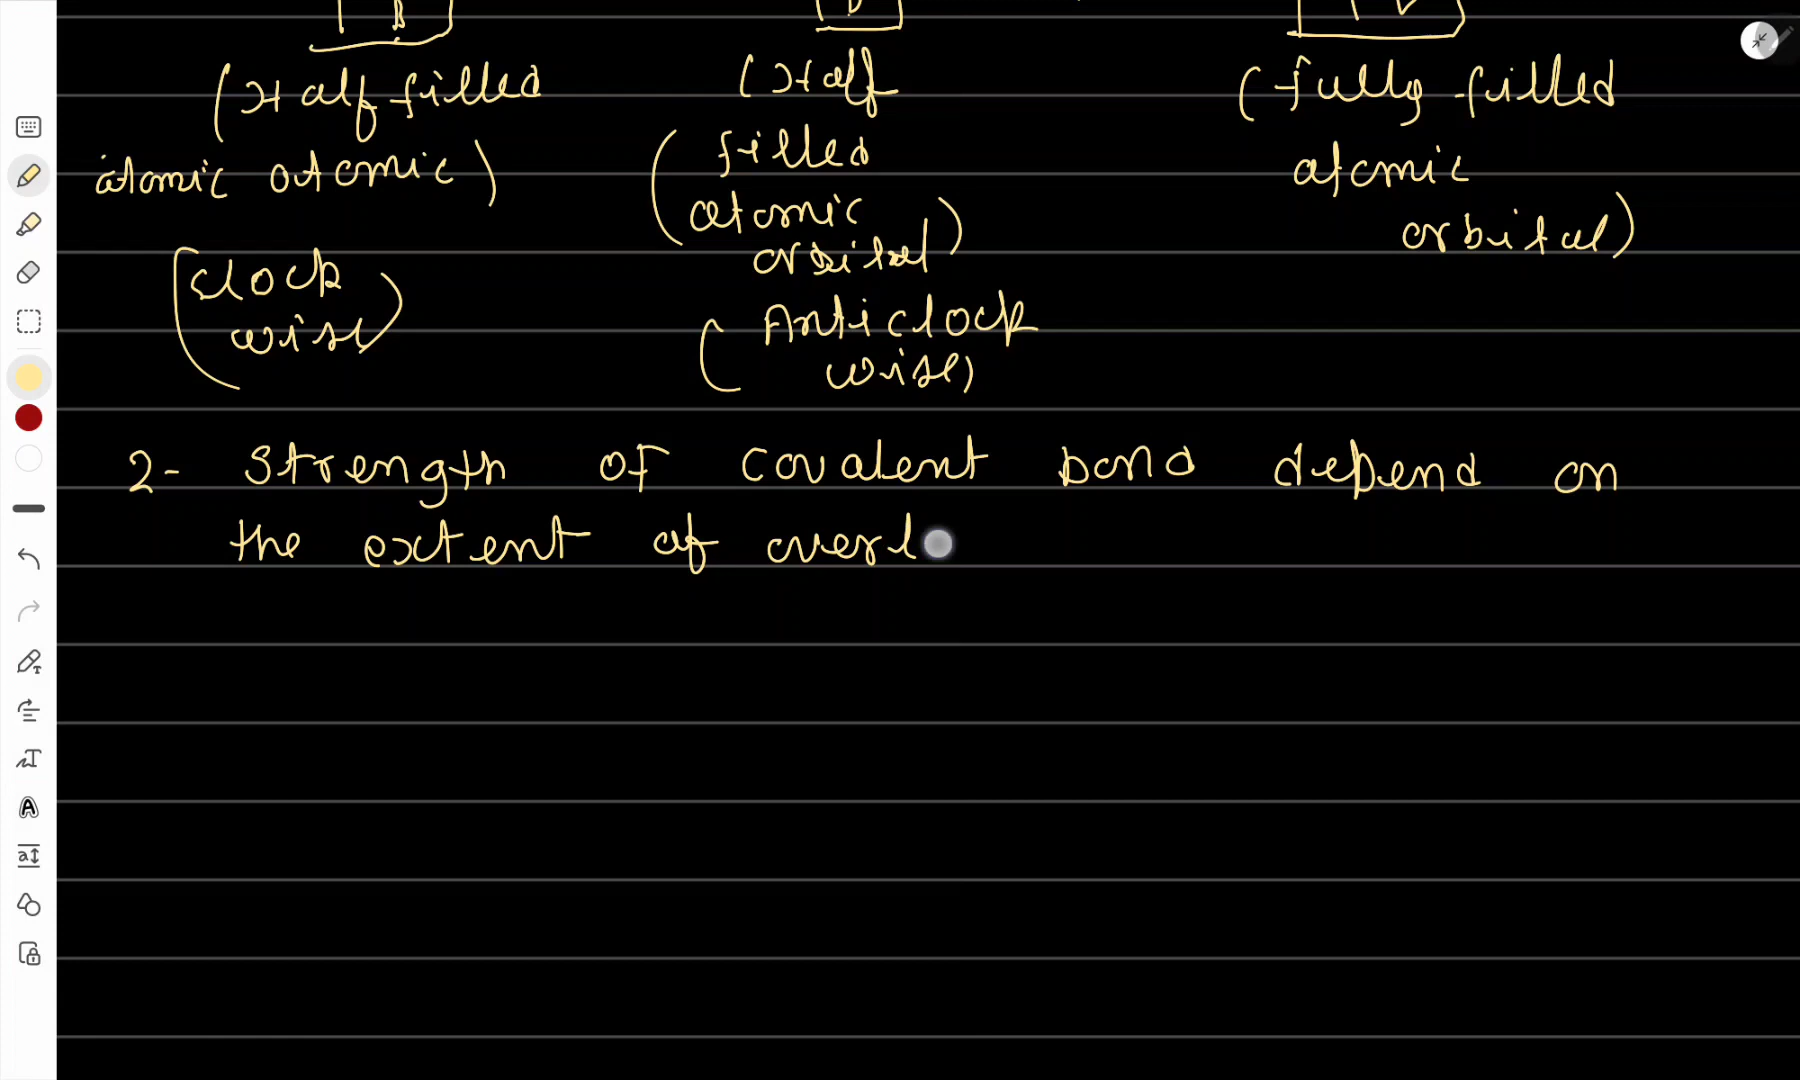 (Half filled
atomic atomic)
(clock
wise)
(Half
(filled
atomic
orbital)
(Anticlock
wise)
(fully filled
atomic
orbital)
2- strength of covalent bond depend on
the extent of overl